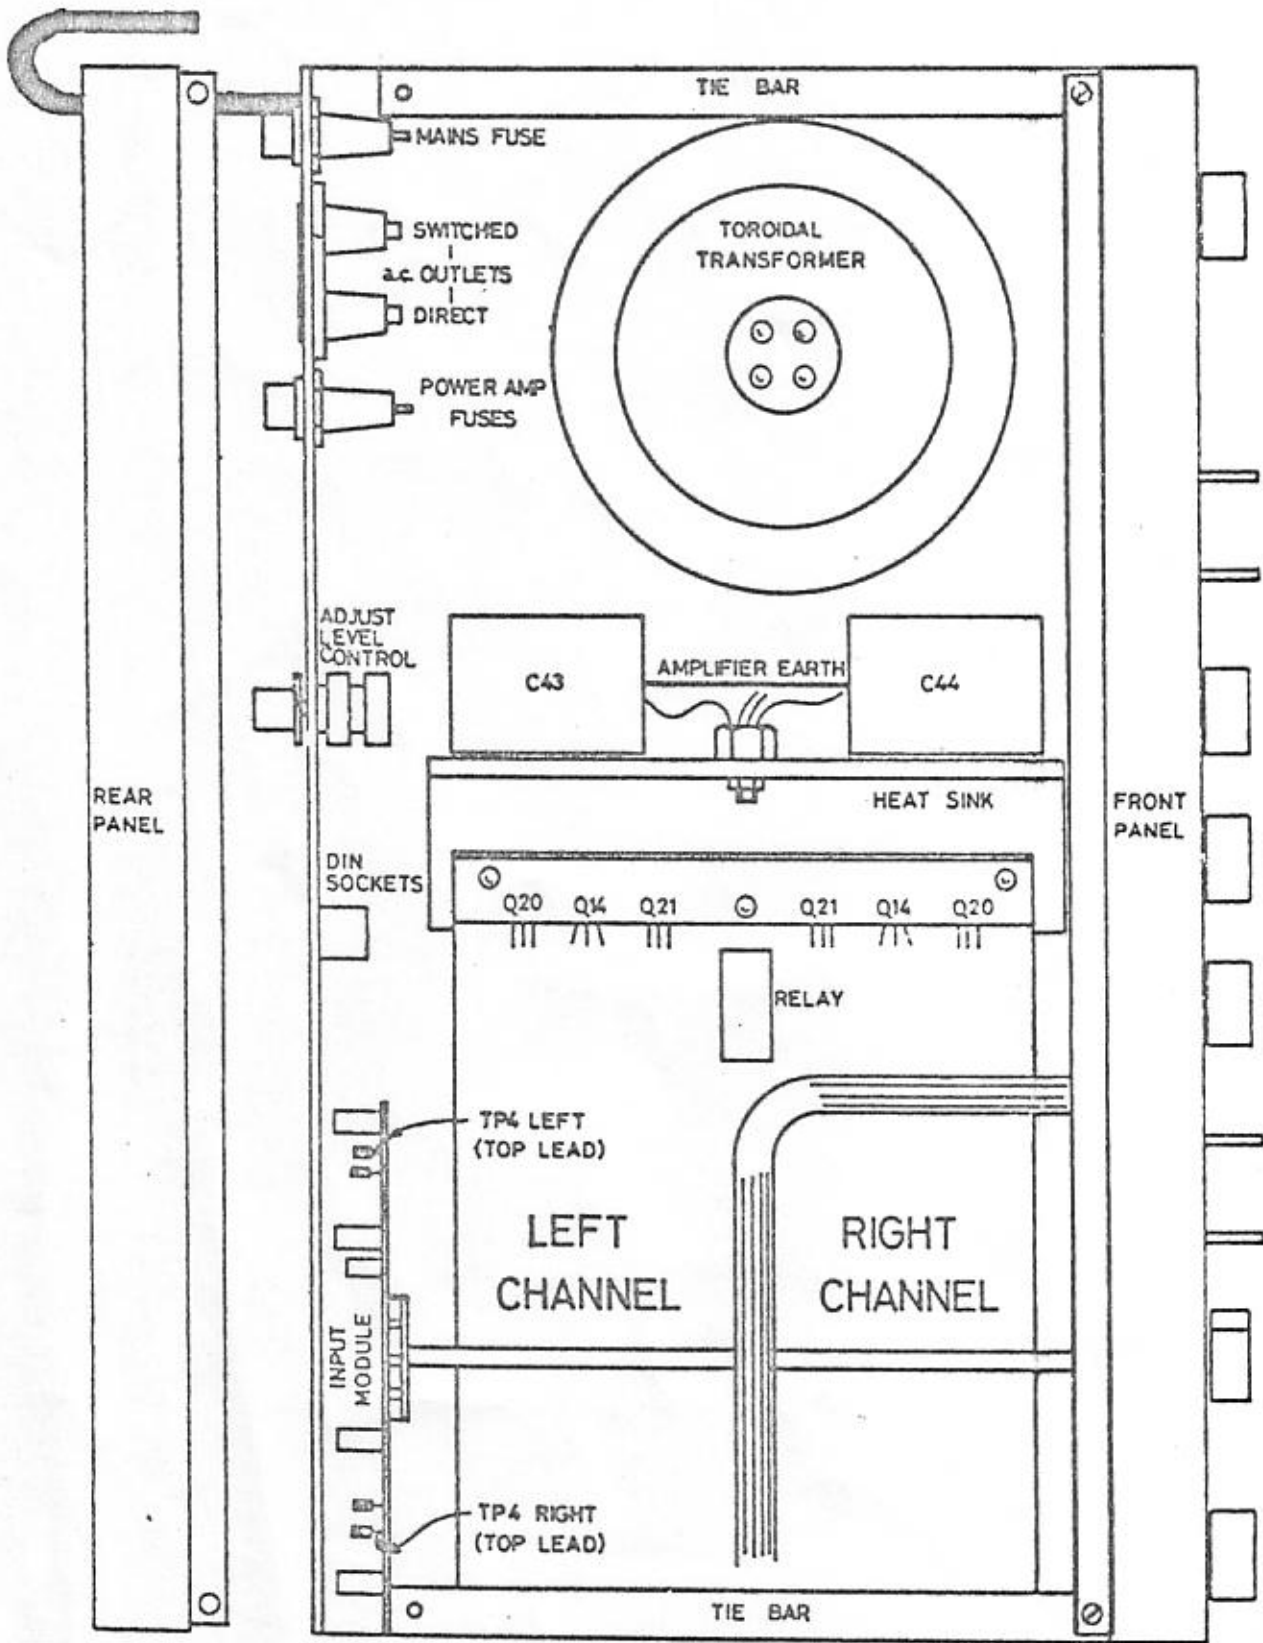 TIE BAR
MAINS FUSE
SWITCHED
a.c. OUTLETS
DIRECT
TOROIDAL
TRANSFORMER
POWER AMP
FUSES
ADJUST
LEVEL
CONTROL
C43
AMPLIFIER EARTH
C44
REAR
PANEL
HEAT SINK
FRONT
PANEL
DIN
SOCKETS
Q20 Q14 Q21 Q21 Q14 Q20
RELAY
TP4 LEFT
(TOP LEAD)
LEFT
CHANNEL
RIGHT
CHANNEL
INPUT
MODULE
TP4 RIGHT
(TOP LEAD)
TIE BAR